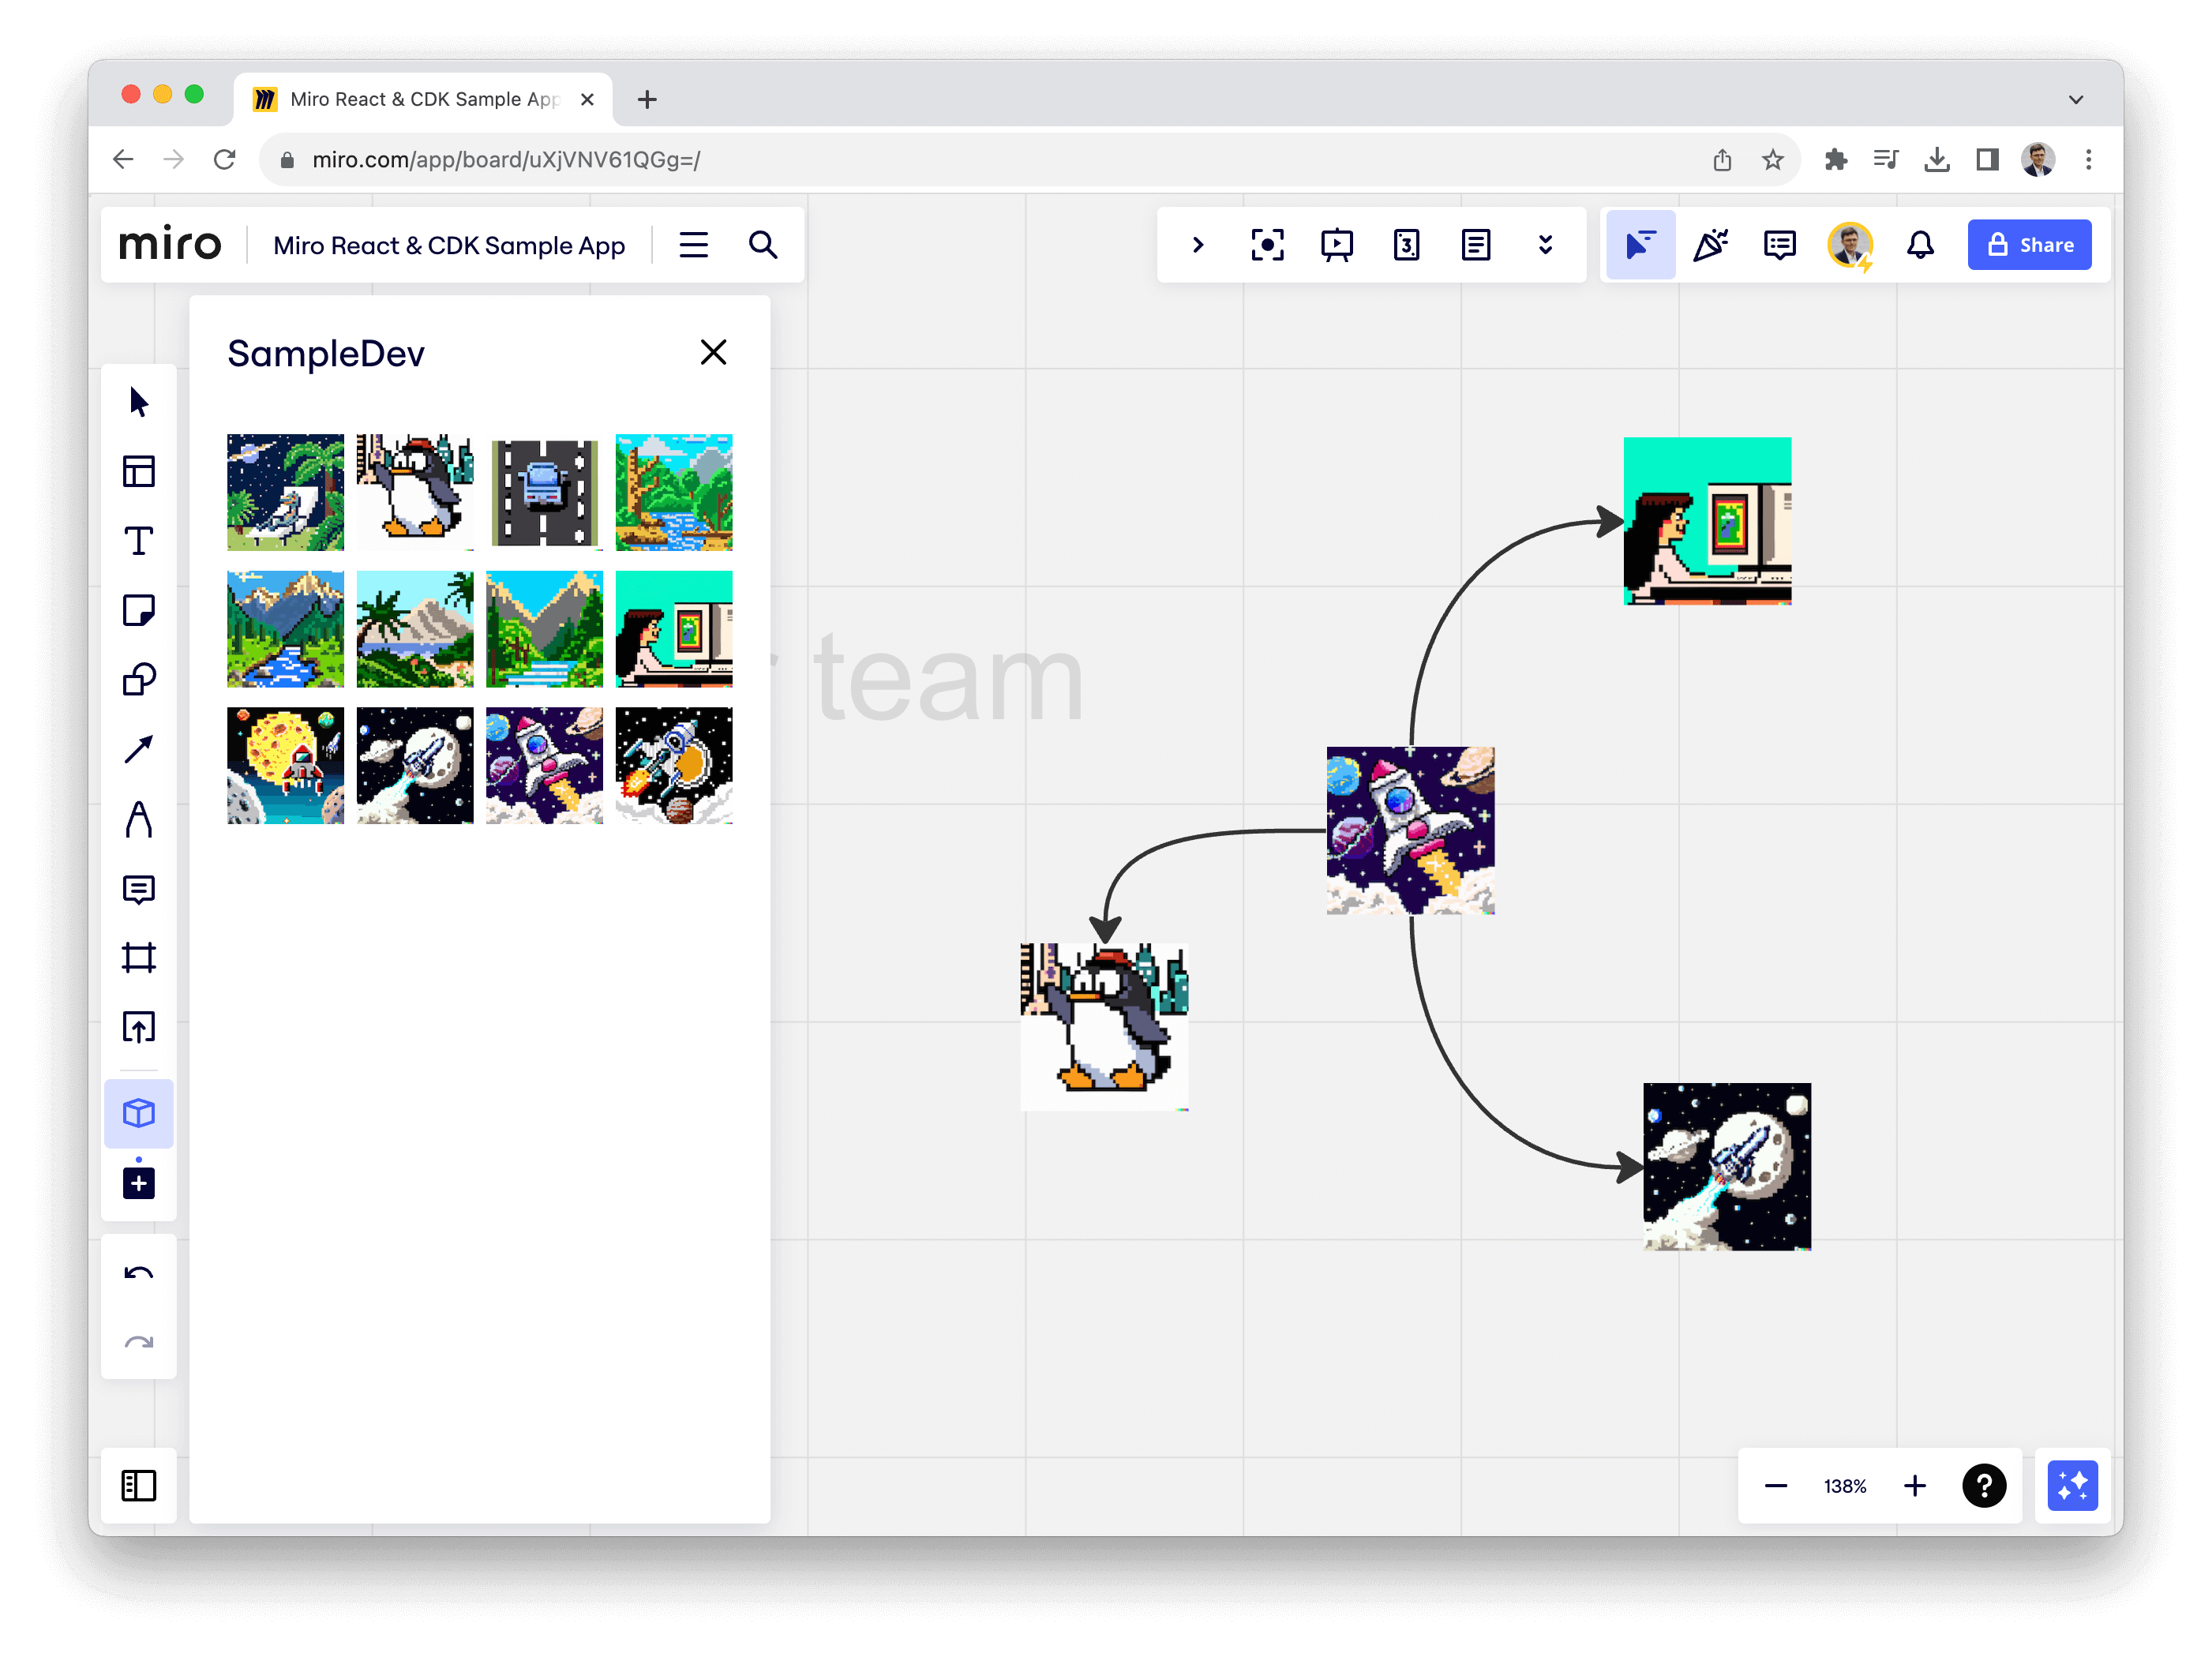 Miro React & CDK Sample App
miro.com/app/board/uXjVNV61QGg=/
miro
Miro React & CDK Sample App
3
Share
SampleDev
team
138%
?